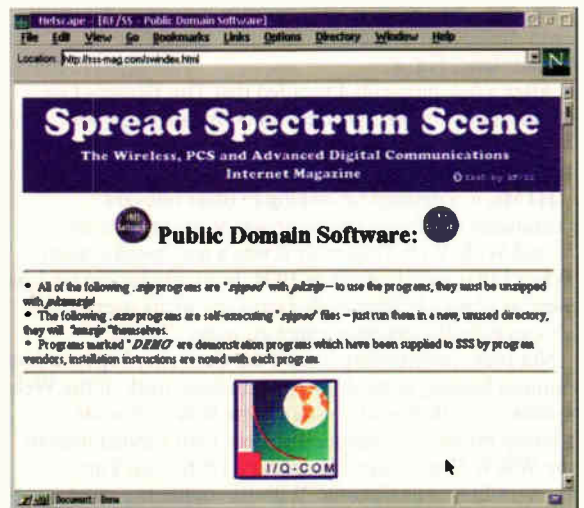 Netscape - [RF/SS - Public Domain Software]
File Edit View Go Bookmarks Links Options Directory Window Help
Location: http://sss-mag.com/swindex.html
N
Spread Spectrum Scene
The Wireless, PCS and Advanced Digital Communications
Internet Magazine
Public Domain Software:
• All of the following .zip programs are "zipped" with pkzip – to use the programs, they must be unzipped
with pkunzip!
• The following .exe programs are self-executing "zipped" files – just run them in a new, unused directory,
they will "unzip" themselves.
• Programs marked "DEMO" are demonstration programs which have been supplied to SSS by program
vendors, installation instructions are noted with each program.
I/Q-COM
Document: Done